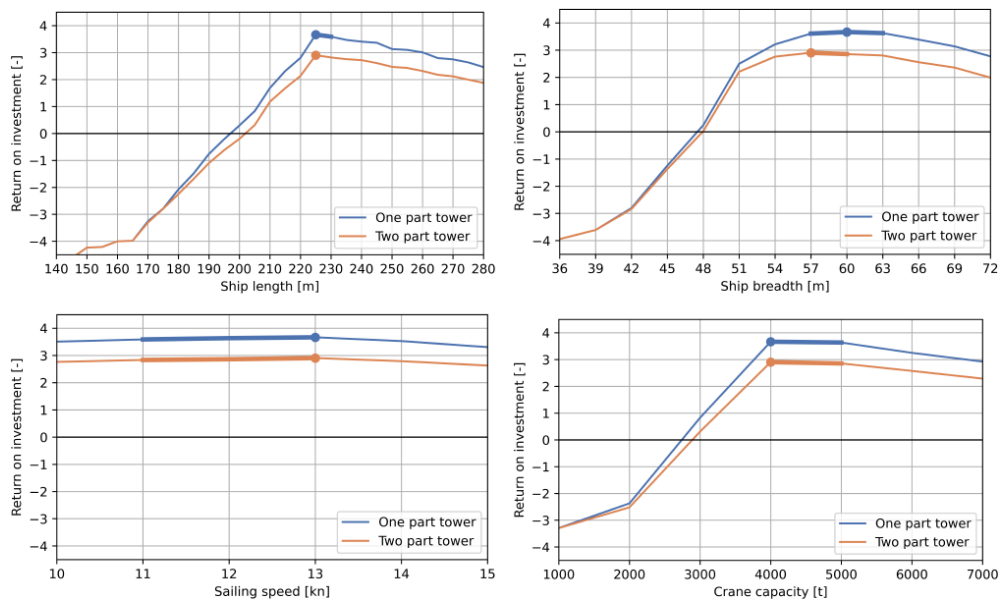 4
3
2
1
0
−1
−2
−3
−4
Return on investment [-]
One part tower
Two part tower
140 150 160 170 180 190 200 210 220 230 240 250 260 270 280
Ship length [m]
4
3
2
1
0
−1
−2
−3
−4
Return on investment [-]
One part tower
Two part tower
36 39 42 45 48 51 54 57 60 63 66 69 72
Ship breadth [m]
4
3
2
1
0
−1
−2
−3
−4
Return on investment [-]
One part tower
Two part tower
10 11 12 13 14 15
Sailing speed [kn]
4
3
2
1
0
−1
−2
−3
−4
Return on investment [-]
One part tower
Two part tower
1000 2000 3000 4000 5000 6000 7000
Crane capacity [t]